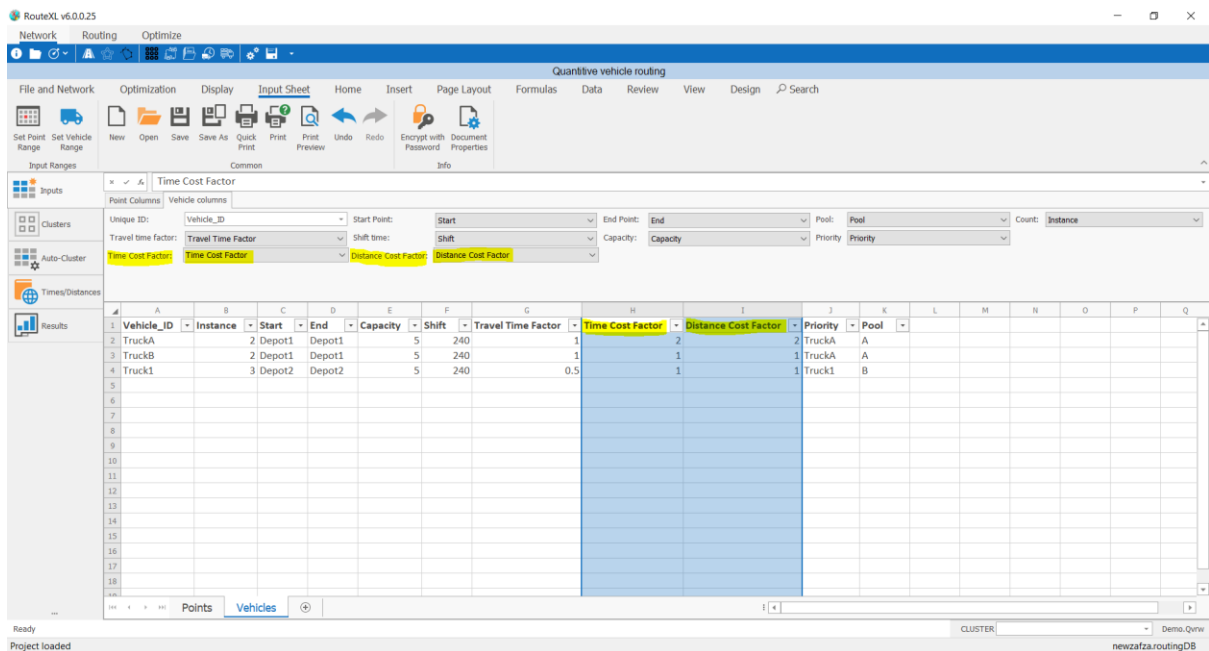 RouteXL v6.0.0.25
Network Routing Optimize
Quantitive vehicle routing
File and Network Optimization Display Input Sheet Home Insert Page Layout Formulas Data Review View Design Search
Set Point Range Set Vehicle Range New Open Save Save As Quick Print Print Print Preview Undo Redo Encrypt with Password Document Properties
Input Ranges Common Info
Inputs
Time Cost Factor
Point Columns Vehicle columns
Clusters
Unique ID: Vehicle_ID Start Point: Start End Point: End Pool: Pool Count: Instance
Travel time factor: Travel Time Factor Shift time: Shift Capacity: Capacity Priority Priority
Auto-Cluster
Time Cost Factor: Time Cost Factor Distance Cost Factor: Distance Cost Factor
Times/Distances
Results
A B C D E F G H I J K L M N O P Q
1 Vehicle_ID Instance Start End Capacity Shift Travel Time Factor Time Cost Factor Distance Cost Factor Priority Pool
2 TruckA 2 Depot1 Depot1 5 240 1 2 2 TruckA A
3 TruckB 2 Depot1 Depot1 5 240 1 1 1 TruckA A
4 Truck1 3 Depot2 Depot2 5 240 0.5 1 1 Truck1 B
5
6
7
8
9
10
11
12
13
14
15
16
17
18
Points Vehicles
...
Ready CLUSTER Demo.Qvrw
Project loaded newzafza.routingDB